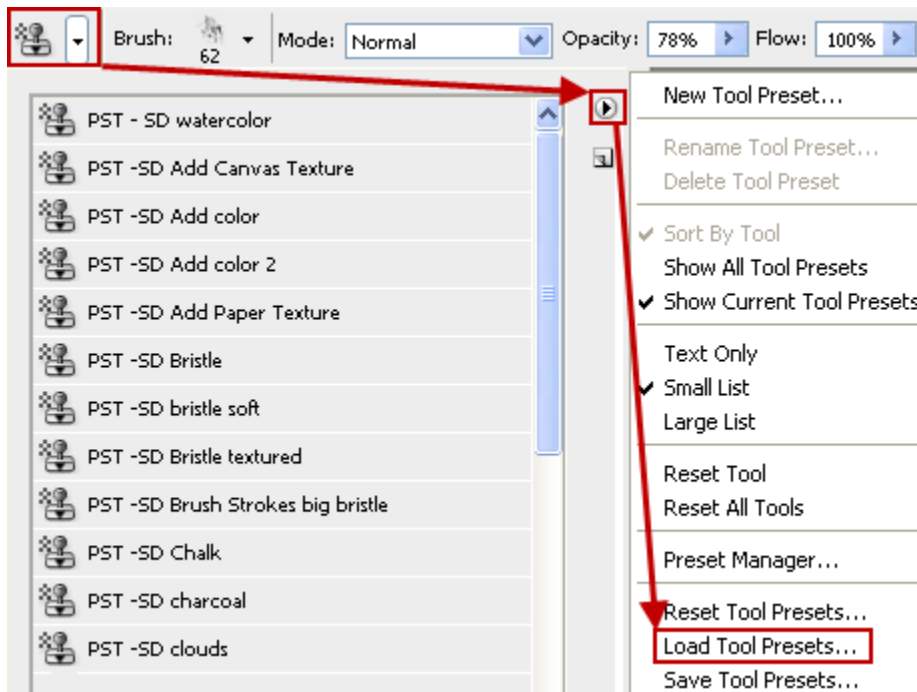 Brush: 62 Mode: Normal Opacity: 78% Flow: 100%
PST - SD watercolor
PST -SD Add Canvas Texture
PST -SD Add color
PST -SD Add color 2
PST -SD Add Paper Texture
PST -SD Bristle
PST -SD bristle soft
PST -SD Bristle textured
PST -SD Brush Strokes big bristle
PST -SD Chalk
PST -SD charcoal
PST -SD clouds
New Tool Preset...
Rename Tool Preset...
Delete Tool Preset
Sort By Tool
Show All Tool Presets
Show Current Tool Presets
Text Only
Small List
Large List
Reset Tool
Reset All Tools
Preset Manager...
Reset Tool Presets...
Load Tool Presets...
Save Tool Presets...